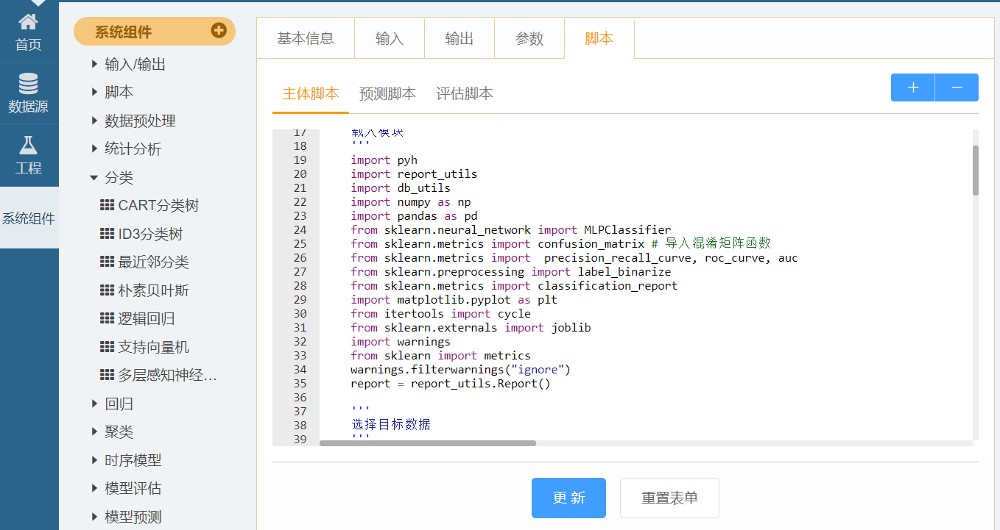 首页
数据源
工程
系统组件
系统组件
输入/输出
脚本
数据预处理
统计分析
分类
CART分类树
ID3分类树
最近邻分类
朴素贝叶斯
逻辑回归
支持向量机
多层感知神经...
回归
聚类
时序模型
模型评估
模型预测
基本信息 输入 输出 参数 脚本
主体脚本 预测脚本 评估脚本
17 载入模块
18 '''
19 import pyh
20 import report_utils
21 import db_utils
22 import numpy as np
23 import pandas as pd
24 from sklearn.neural_network import MLPClassifier
25 from sklearn.metrics import confusion_matrix # 导入混淆矩阵函数
26 from sklearn.metrics import  precision_recall_curve, roc_curve, auc
27 from sklearn.preprocessing import label_binarize
28 from sklearn.metrics import classification_report
29 import matplotlib.pyplot as plt
30 from itertools import cycle
31 from sklearn.externals import joblib
32 import warnings
33 from sklearn import metrics
34 warnings.filterwarnings("ignore")
35 report = report_utils.Report()
36
37 '''
38 选择目标数据
39 '''
更新 重置表单